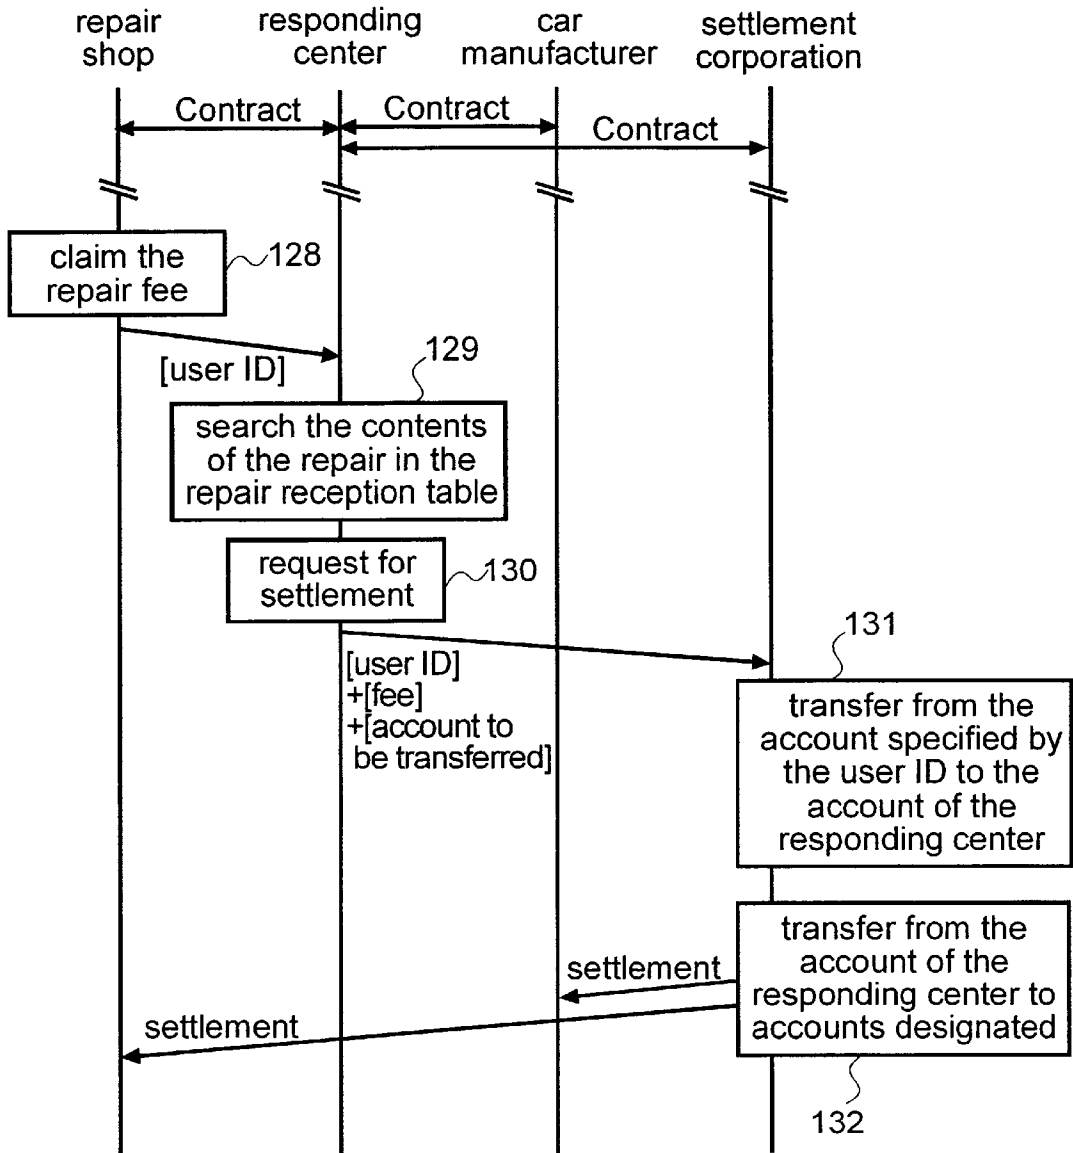 repair
shop
responding
center
car
manufacturer
settlement
corporation
Contract
Contract
Contract
claim the
repair fee
128
[user ID]
129
search the contents
of the repair in the
repair reception table
request for
settlement
130
[user ID]
+[fee]
+[account to
be transferred]
131
transfer from the
account specified by
the user ID to the
account of the
responding center
transfer from the
account of the
responding center to
accounts designated
settlement
settlement
132